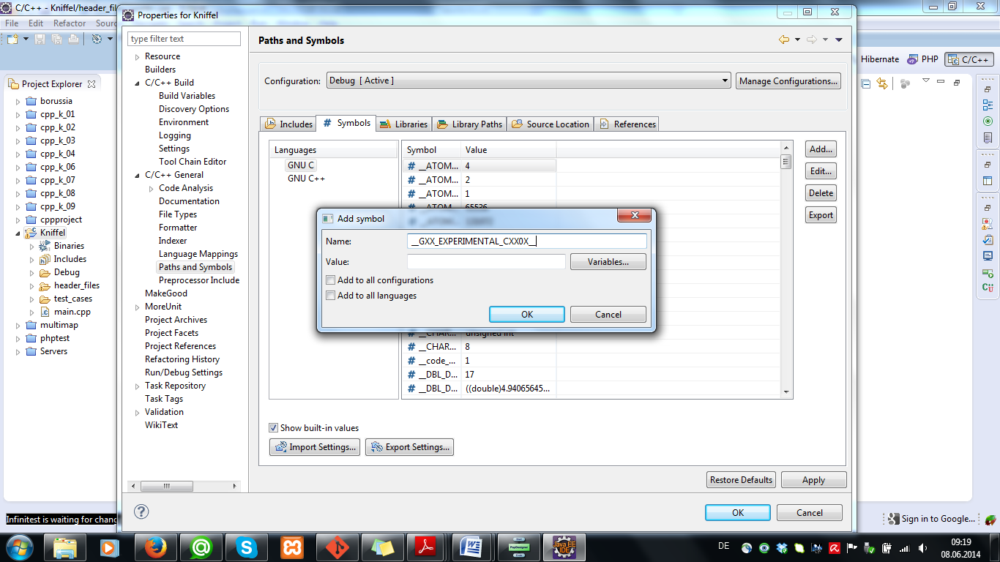 C/C++ - Kniffel/header_fi
Properties for Kniffel
File Edit Refactor Sourc
type filter text
Paths and Symbols
Hibernate PHP C/C++
Configuration: Debug [ Active ] Manage Configurations...
Project Explorer
borussia
cpp_k_01
cpp_k_02
cpp_k_03
cpp_k_04
cpp_k_06
cpp_k_07
cpp_k_08
cpp_k_09
cppproject
Kniffel
Binaries
Includes
Debug
header_files
test_cases
main.cpp
multimap
phptest
Servers
Resource
Builders
C/C++ Build
Build Variables
Discovery Options
Environment
Logging
Settings
Tool Chain Editor
C/C++ General
Code Analysis
Documentation
File Types
Formatter
Indexer
Language Mappings
Paths and Symbols
Preprocessor Include
MakeGood
MoreUnit
Project Archives
Project Facets
Project References
Refactoring History
Run/Debug Settings
Task Repository
Task Tags
Validation
WikiText
Includes # Symbols Libraries Library Paths Source Location References
Languages
GNU C
GNU C++
Symbol Value
# __ATOM... 4
# __ATOM... 2
# __ATOM... 1
# __ATOM... 65536
Add...
Edit...
Delete
Export
Add symbol
Name: __GXX_EXPERIMENTAL_CXX0X__
Value: Variables...
Add to all configurations
Add to all languages
OK Cancel
# __CHAR... unsigned int
# __CHAR... 8
# __code_... 1
# __DBL_D... 17
# __DBL_D... ((double)4.94065645...
Show built-in values
Import Settings... Export Settings...
Restore Defaults Apply
OK Cancel
Infinitest is waiting for chang
Sign in to Google...
PopDesigner
Java EE
IDE
DE
09:19
08.06.2014